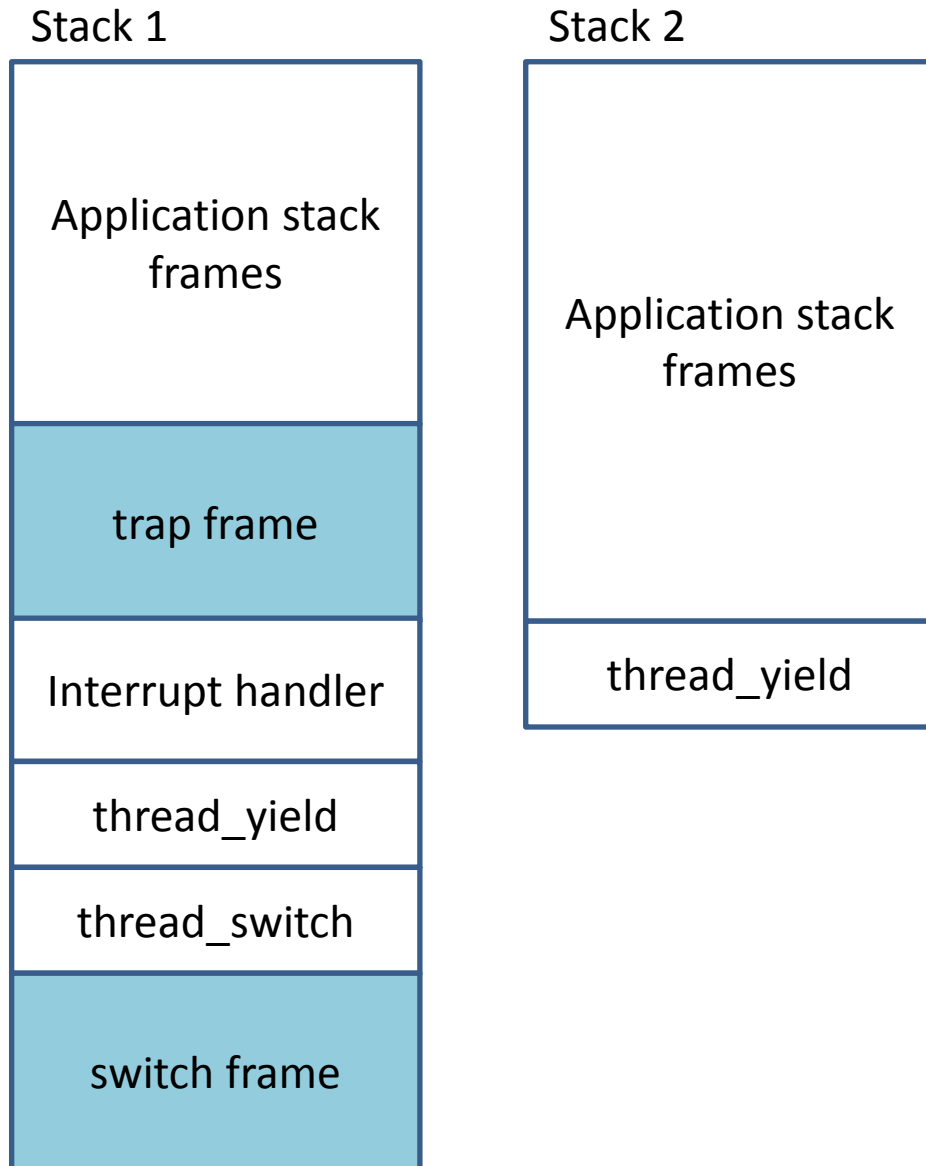 Stack 1
Application stack
frames
trap frame
Interrupt handler
thread_yield
thread_switch
switch frame
Stack 2
Application stack
frames
thread_yield